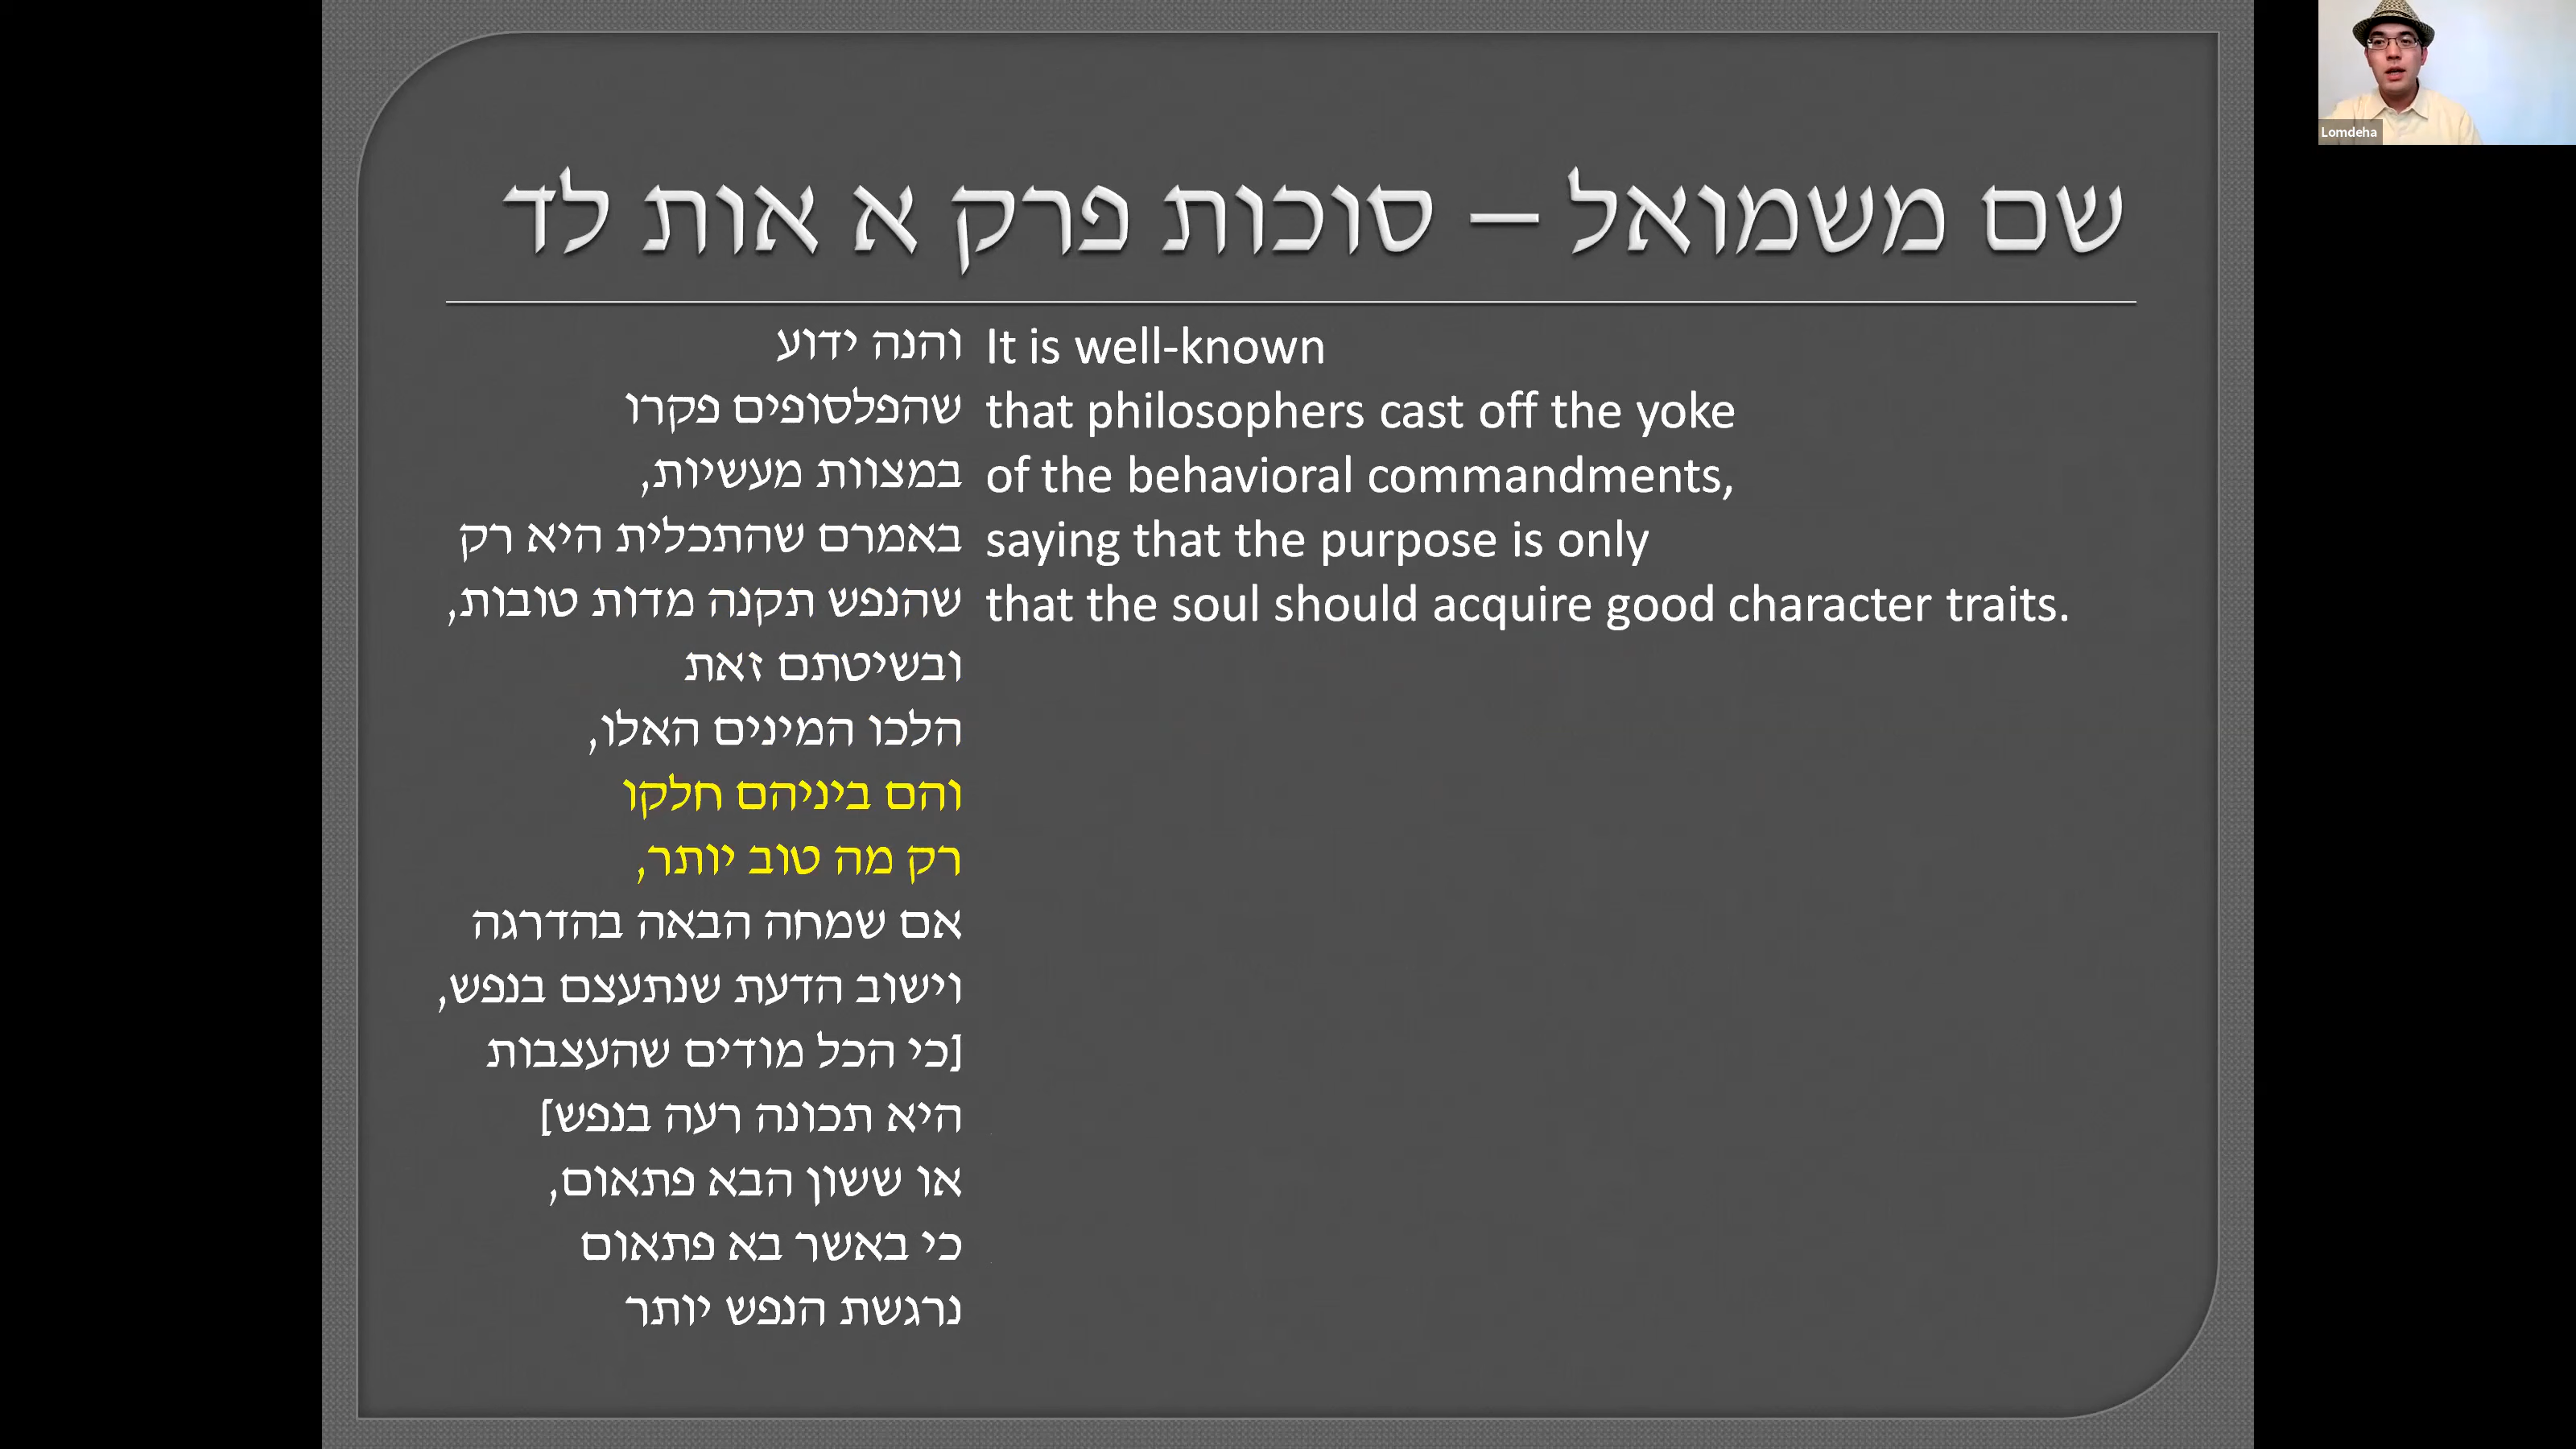 Lomdeha
שם משמואל – סוכות פרק א אות לד
והנה ידוע
It is well-known
שהפלסופים פקרו
that philosophers cast off the yoke
במצוות מעשיות,
of the behavioral commandments,
באמרם שהתכלית היא רק
saying that the purpose is only
שהנפש תקנה מדות טובות,
that the soul should acquire good character traits.
ובשיטתם זאת
הלכו המינים האלו,
והם ביניהם חלקו
רק מה טוב יותר,
אם שמחה הבאה בהדרגה
וישוב הדעת שנתעצם בנפש,
[כי הכל מודים שהעצבות
היא תכונה רעה בנפש]
או ששון הבא פתאום,
כי באשר בא פתאום
נרגשת הנפש יותר